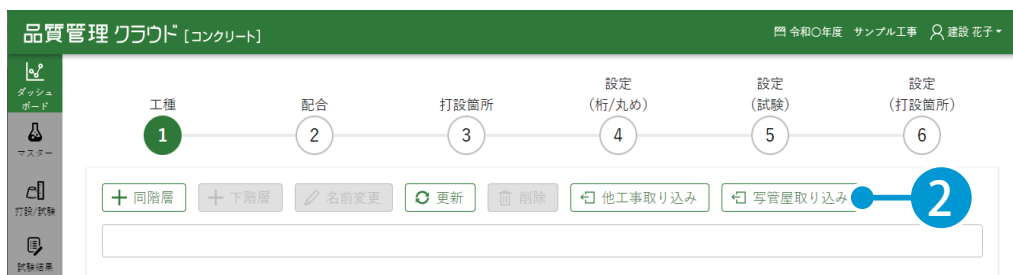 品質管理 クラウド [コンクリート]
令和〇年度 サンプル工事 建設 花子
ダッシュ
ボード
マスター
打設/試験
試験結果
工種
配合
打設箇所
設定
(桁/丸め)
設定
(試験)
設定
(打設箇所)
1 2 3 4 5 6
同階層 下階層 名前変更 更新 削除 他工事取り込み 写管屋取り込み
2